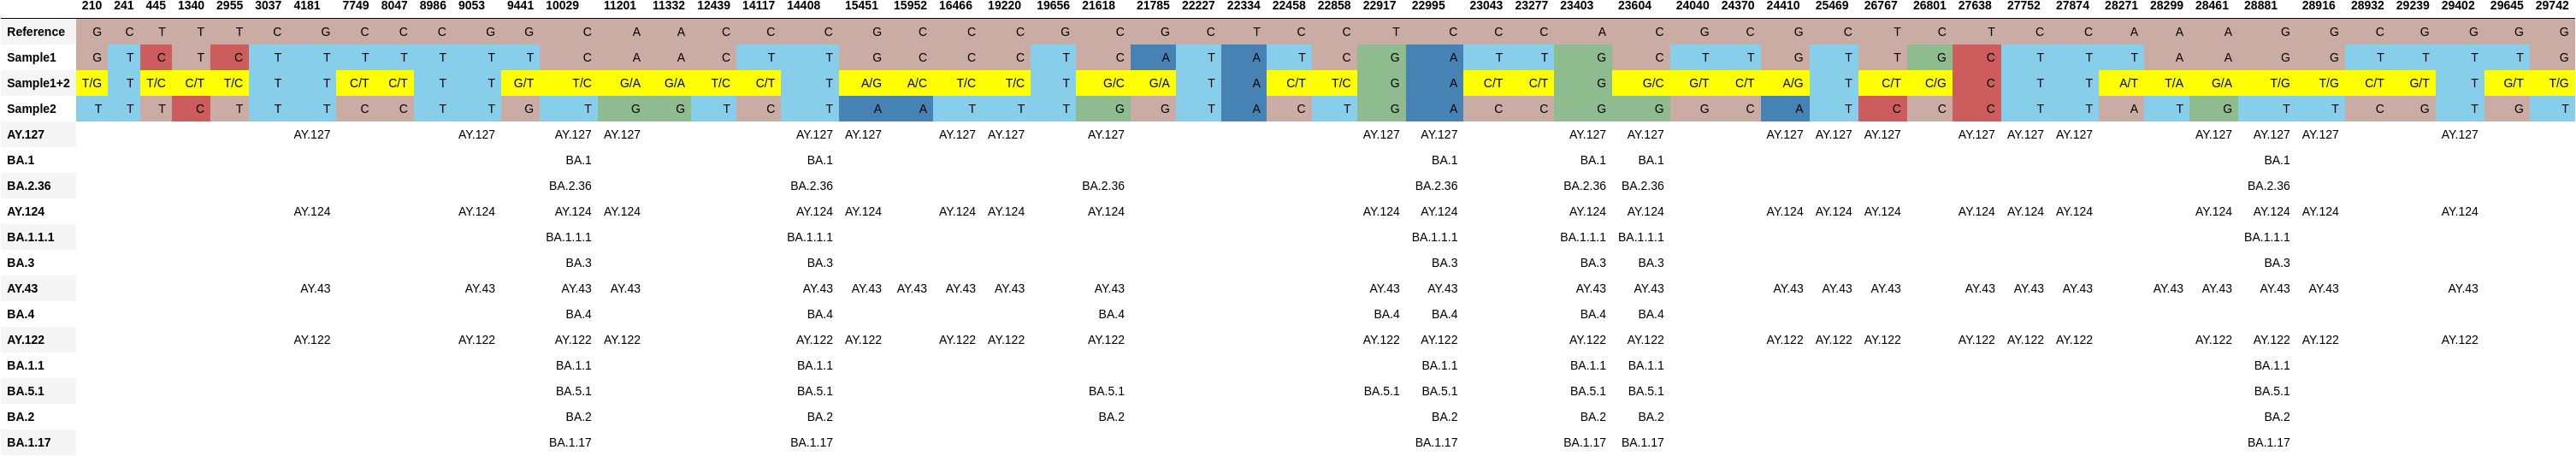 210 241 445 1340 2955 3037 4181 7749 8047 8986 9053 9441 10029 11201 11332 12439 14117 14408 15451 15952 16466 19220 19656 21618 21785 22227 22334 22458 22858 22917 22995 23043 23277 23403 23604 24040 24370 24410 25469 26767 26801 27638 27752 27874 28271 28299 28461 28881 28916 28932 29239 29402 29645 29742
Reference G C T T T C G C C C G G C A A C C C G C C C G C G C T C C T C C C A C G C G C T C T C C A A A G G C G G G G
Sample1 G T C T C T T T T T T T C A A C T T G C C C T C A T A T C G A T T G C T T G T T G C T T T A A G G T T T T G
Sample1+2 T/G T T/C C/T T/C T T C/T C/T T T G/T T/C G/A G/A T/C C/T T A/G A/C T/C T/C T G/C G/A T A C/T T/C G A C/T C/T G G/C G/T C/T A/G T C/T C/G C T T A/T T/A G/A T/G T/G C/T G/T T G/T T/G
Sample2 T T T C T T T C C T T G T G G T C T A A T T T G G T A C T G A C C G G G C A T C C C T T A T G T T C G T G T
AY.127 AY.127 AY.127 AY.127 AY.127 AY.127 AY.127 AY.127 AY.127 AY.127 AY.127 AY.127 AY.127 AY.127 AY.127 AY.127 AY.127 AY.127 AY.127 AY.127 AY.127 AY.127 AY.127 AY.127
BA.1 BA.1 BA.1 BA.1 BA.1 BA.1 BA.1
BA.2.36 BA.2.36 BA.2.36 BA.2.36 BA.2.36 BA.2.36 BA.2.36 BA.2.36
AY.124 AY.124 AY.124 AY.124 AY.124 AY.124 AY.124 AY.124 AY.124 AY.124 AY.124 AY.124 AY.124 AY.124 AY.124 AY.124 AY.124 AY.124 AY.124 AY.124 AY.124 AY.124 AY.124 AY.124
BA.1.1.1 BA.1.1.1 BA.1.1.1 BA.1.1.1 BA.1.1.1 BA.1.1.1 BA.1.1.1
BA.3 BA.3 BA.3 BA.3 BA.3 BA.3 BA.3
AY.43 AY.43 AY.43 AY.43 AY.43 AY.43 AY.43 AY.43 AY.43 AY.43 AY.43 AY.43 AY.43 AY.43 AY.43 AY.43 AY.43 AY.43 AY.43 AY.43 AY.43 AY.43 AY.43 AY.43 AY.43 AY.43
BA.4 BA.4 BA.4 BA.4 BA.4 BA.4 BA.4 BA.4
AY.122 AY.122 AY.122 AY.122 AY.122 AY.122 AY.122 AY.122 AY.122 AY.122 AY.122 AY.122 AY.122 AY.122 AY.122 AY.122 AY.122 AY.122 AY.122 AY.122 AY.122 AY.122 AY.122 AY.122
BA.1.1 BA.1.1 BA.1.1 BA.1.1 BA.1.1 BA.1.1 BA.1.1
BA.5.1 BA.5.1 BA.5.1 BA.5.1 BA.5.1 BA.5.1 BA.5.1 BA.5.1 BA.5.1
BA.2 BA.2 BA.2 BA.2 BA.2 BA.2 BA.2 BA.2
BA.1.17 BA.1.17 BA.1.17 BA.1.17 BA.1.17 BA.1.17 BA.1.17